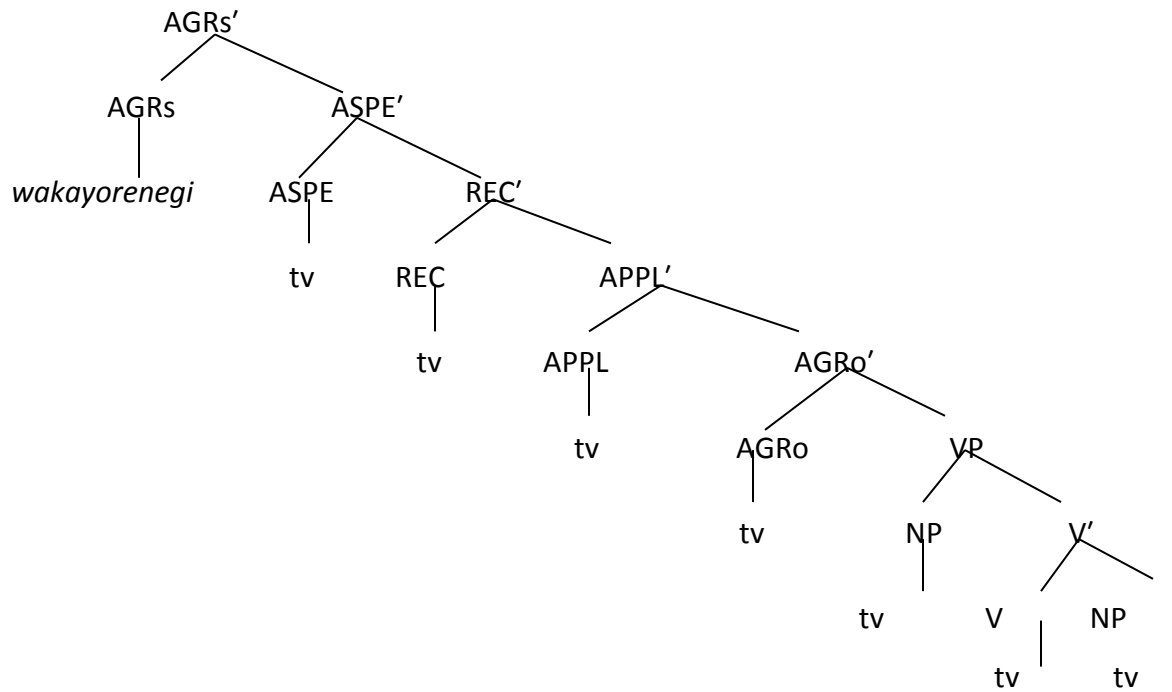 AGRs’
AGRs ASPE’
wakayorenegi ASPE REC’
tv REC APPL’
tv APPL AGRo’
tv AGRo VP
tv NP V’
tv V NP
tv tv